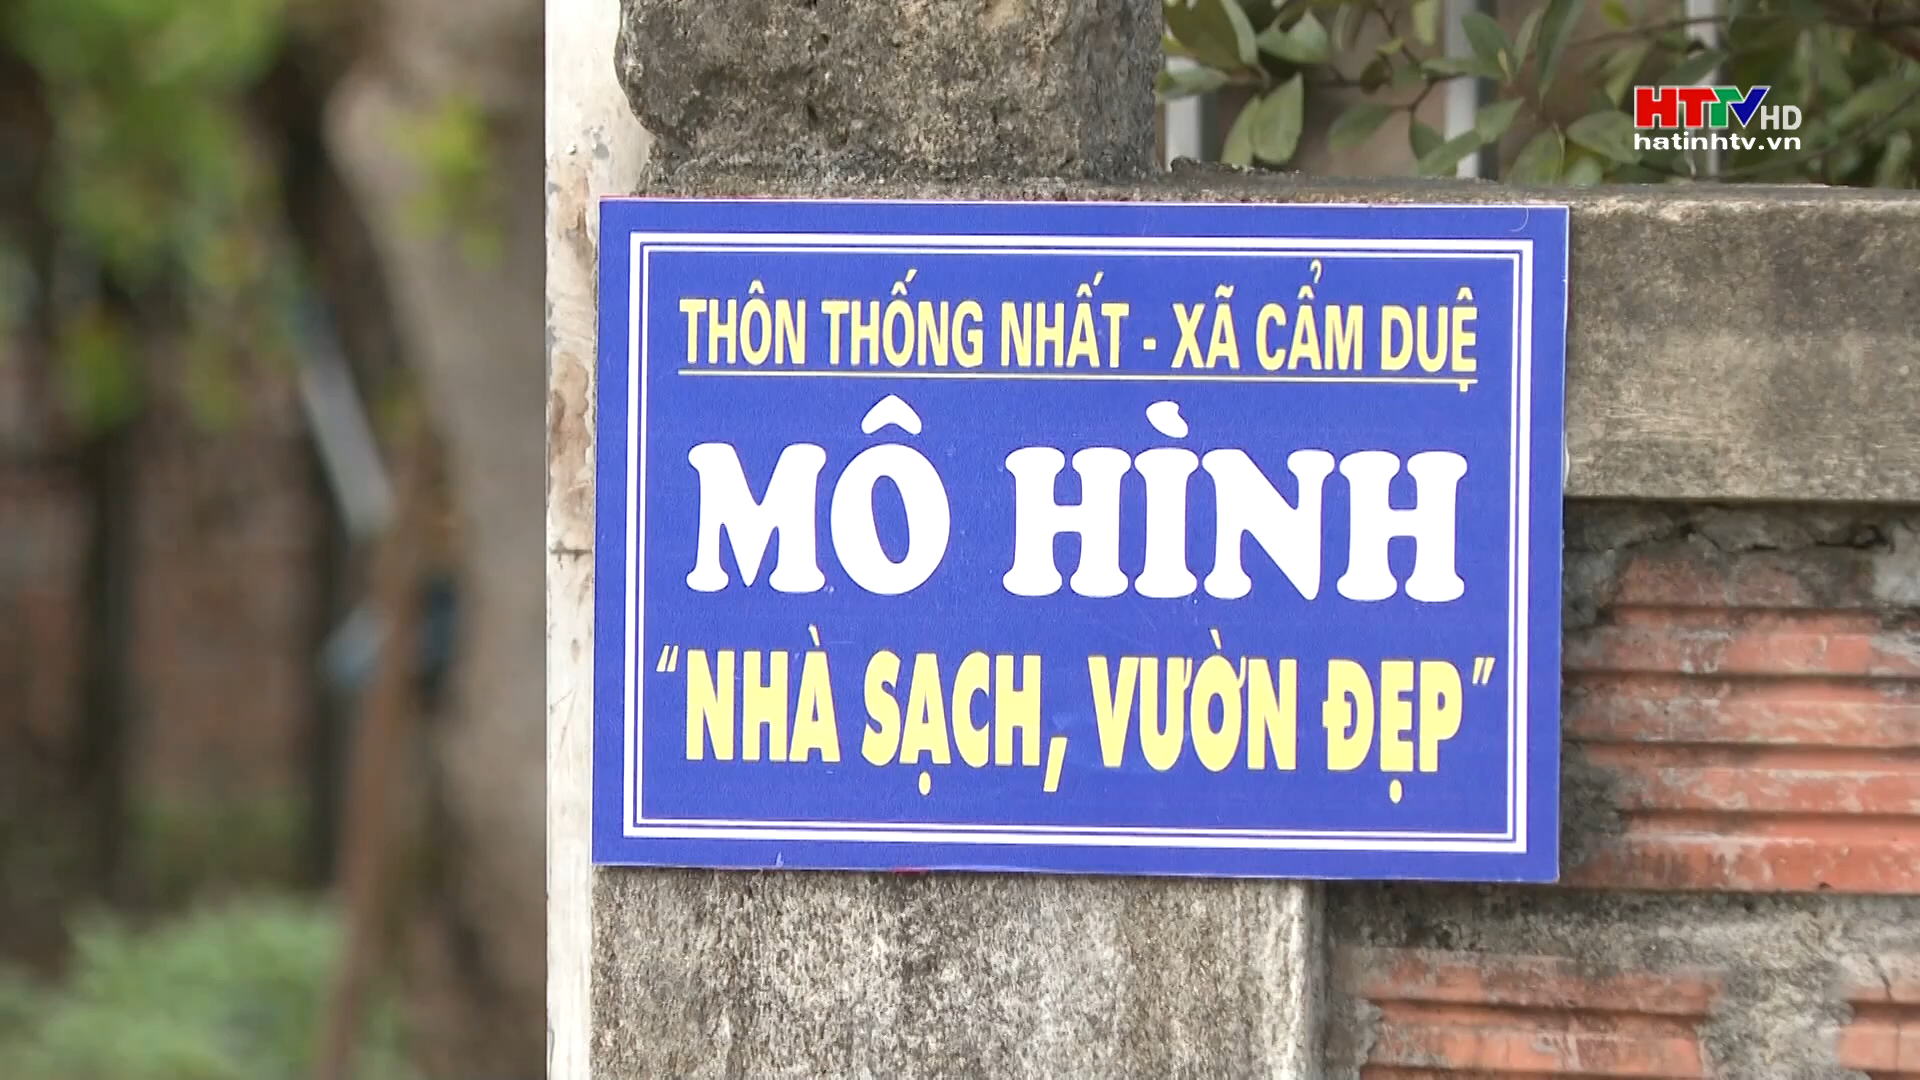 HTTV HD
hatinhtv.vn
THÔN THỐNG NHẤT - XÃ CẨM DUỆ
MÔ HÌNH
“NHÀ SẠCH, VƯỜN ĐẸP”